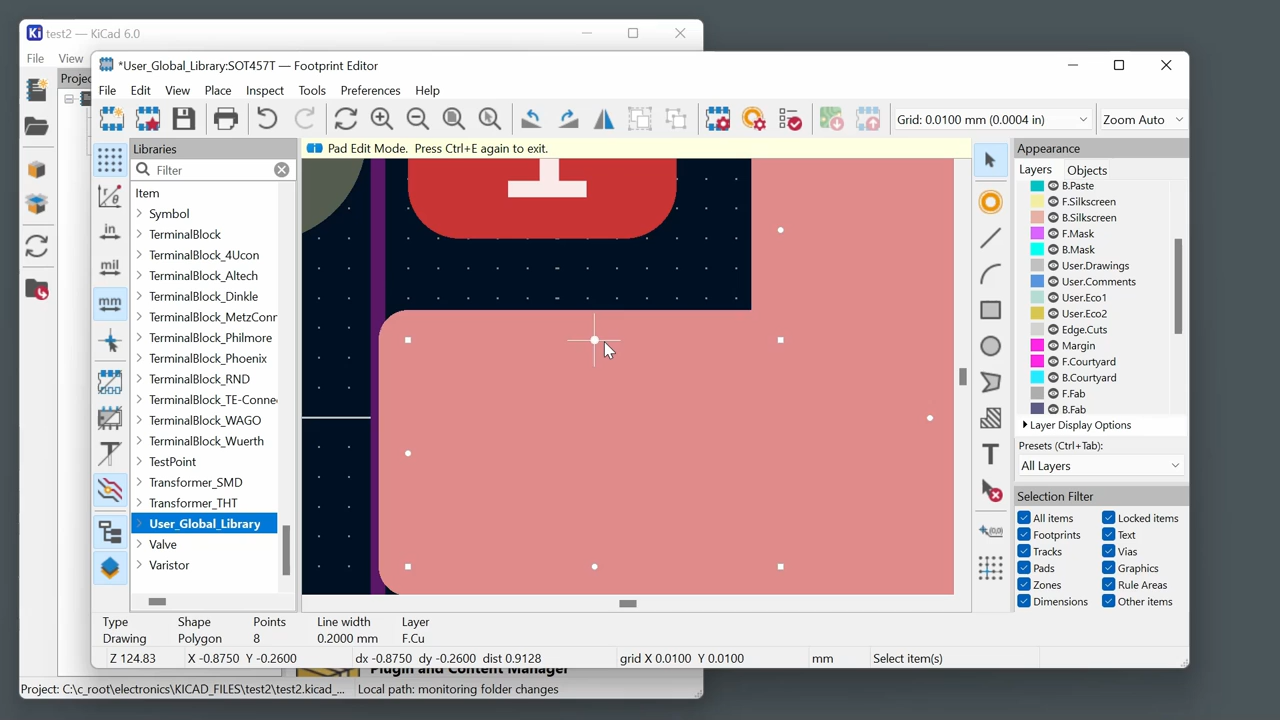 test2 — KiCad 6.0
File View
Projec
*User_Global_Library:SOT457T — Footprint Editor
File Edit View Place Inspect Tools Preferences Help
Grid: 0.0100 mm (0.0004 in)
Zoom Auto
Libraries
Pad Edit Mode. Press Ctrl+E again to exit.
Appearance
Filter
Layers Objects
Item
Symbol
TerminalBlock
TerminalBlock_4Ucon
TerminalBlock_Altech
TerminalBlock_Dinkle
TerminalBlock_MetzConn
TerminalBlock_Philmore
TerminalBlock_Phoenix
TerminalBlock_RND
TerminalBlock_TE-Connec
TerminalBlock_WAGO
TerminalBlock_Wuerth
TestPoint
Transformer_SMD
Transformer_THT
User_Global_Library
Valve
Varistor
in
mil
mm
1
B.Paste
F.Silkscreen
B.Silkscreen
F.Mask
B.Mask
User.Drawings
User.Comments
User.Eco1
User.Eco2
Edge.Cuts
Margin
F.Courtyard
B.Courtyard
F.Fab
B.Fab
Layer Display Options
Presets (Ctrl+Tab):
All Layers
Selection Filter
All items Locked items
Footprints Text
Tracks Vias
Pads Graphics
Zones Rule Areas
Dimensions Other items
Type Shape Points Line width Layer
Drawing Polygon 8 0.2000 mm F.Cu
Z 124.83 X -0.8750 Y -0.2600 dx -0.8750 dy -0.2600 dist 0.9128 grid X 0.0100 Y 0.0100 mm Select item(s)
Plugin and Content Manager
Project: C:\c_root\electronics\KICAD_FILES\test2\test2.kicad_... Local path: monitoring folder changes